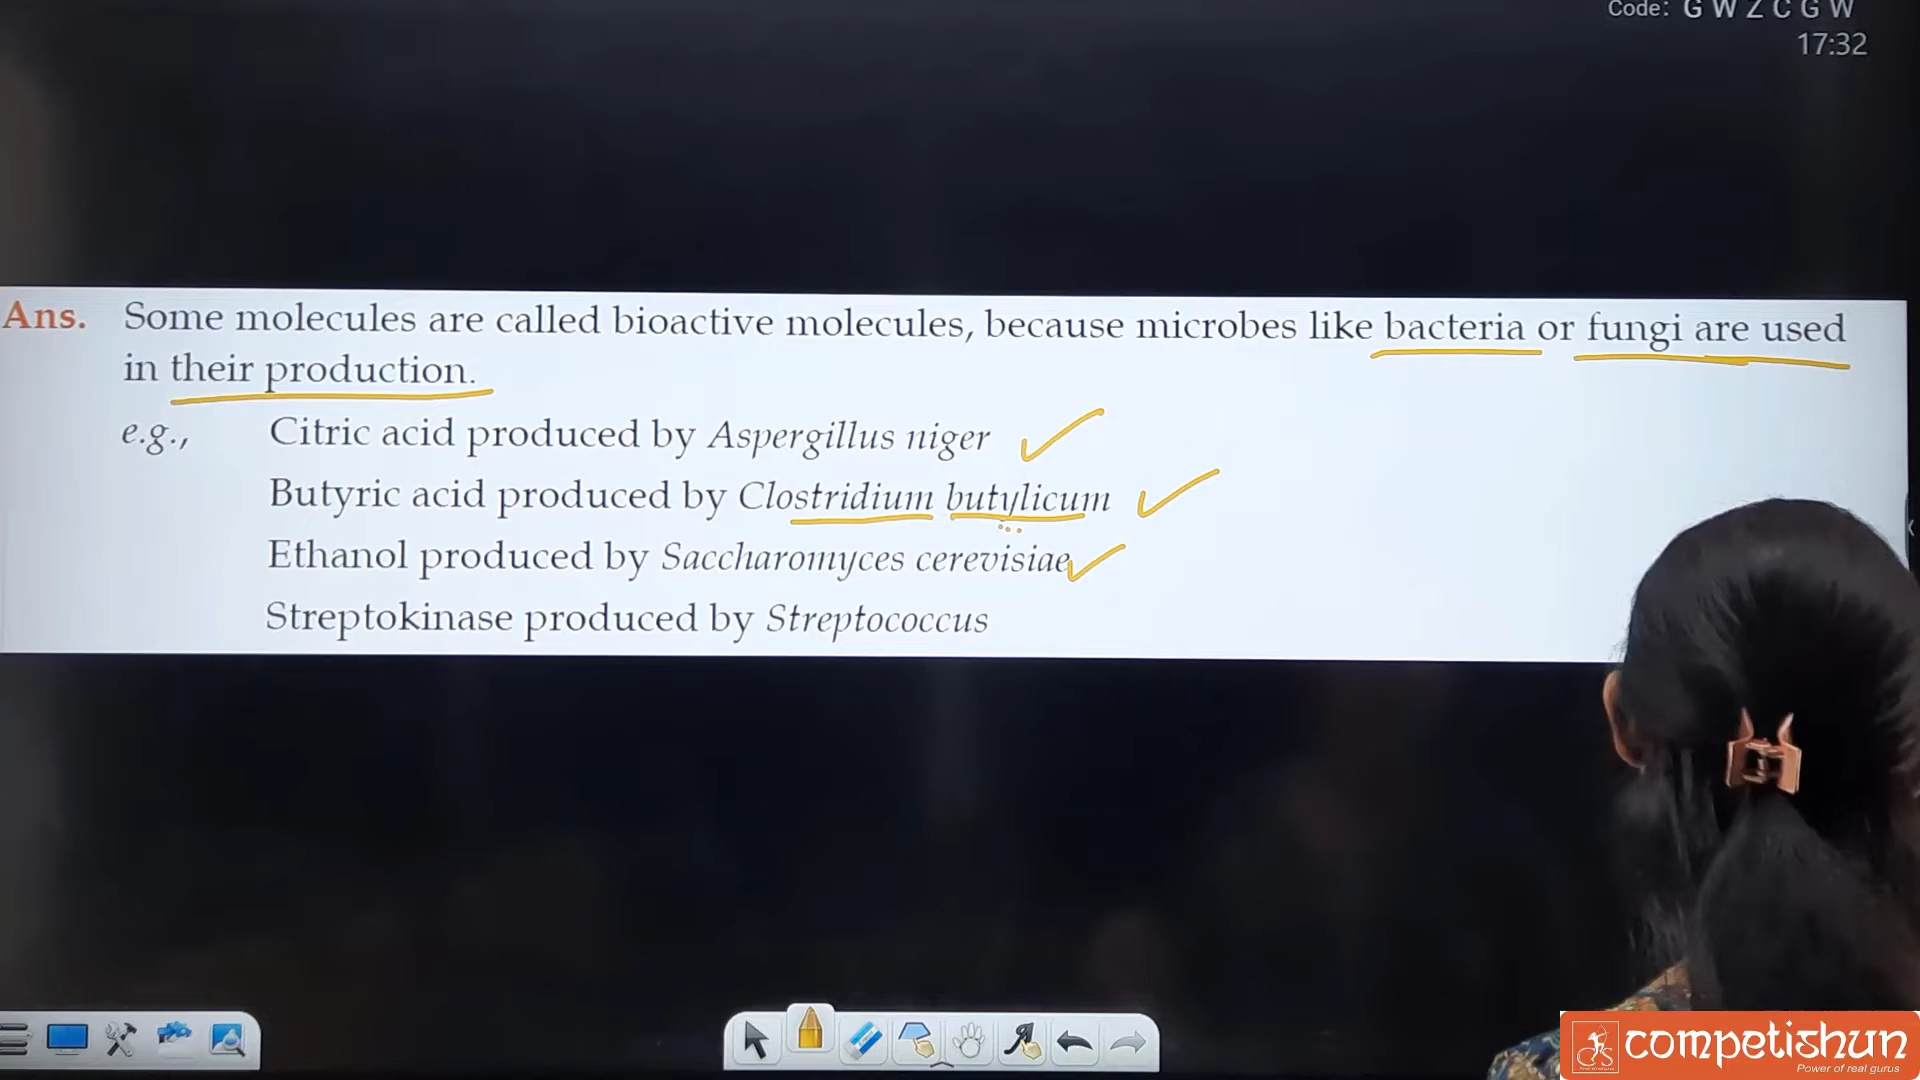 Code: G W Z C G W
17:32
Ans. Some molecules are called bioactive molecules, because microbes like bacteria or fungi are used
in their production.
e.g., Citric acid produced by Aspergillus niger
Butyric acid produced by Clostridium butylicum
Ethanol produced by Saccharomyces cerevisiae
Streptokinase produced by Streptococcus
competishun
Power of real gurus